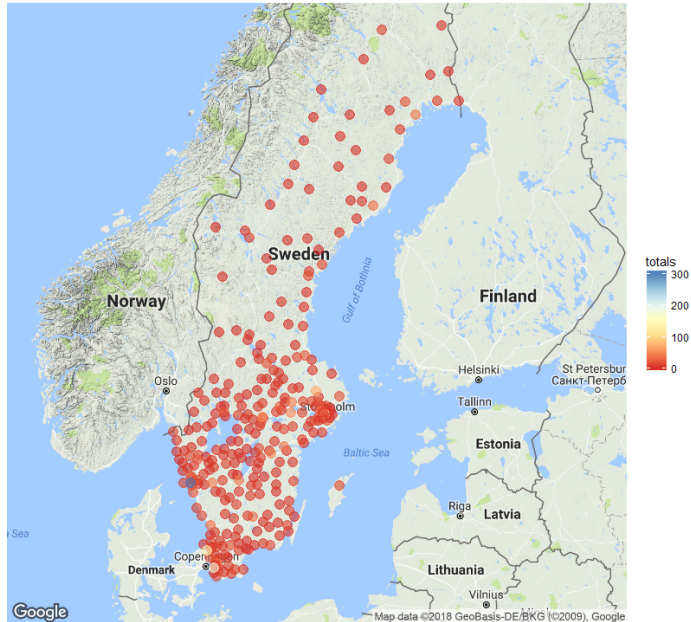 Sweden
Norway
Finland
Gulf of Bothnia
Oslo
Helsinki
St Petersbur
Санкт-Петерб
Tallinn
Stockholm
Estonia
Baltic Sea
Riga
Latvia
Sea
Copenhagen
Denmark
Lithuania
Vilnius
Google
Map data ©2018 GeoBasis-DE/BKG (©2009), Google
totals
300
200
100
0